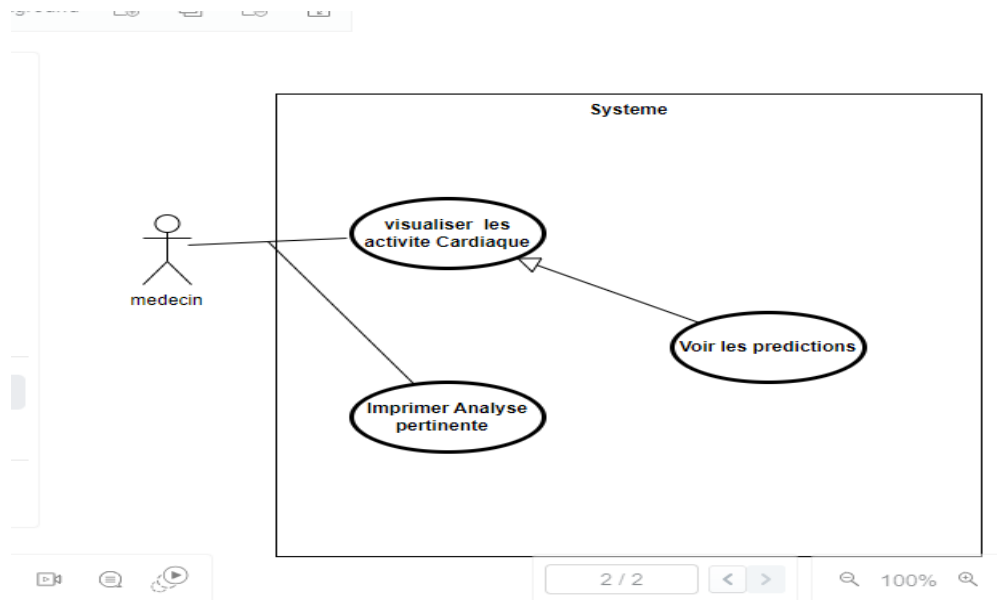 Systeme
visualiser les
activite Cardiaque
medecin
Voir les predictions
Imprimer Analyse
pertinente
2 / 2
100%